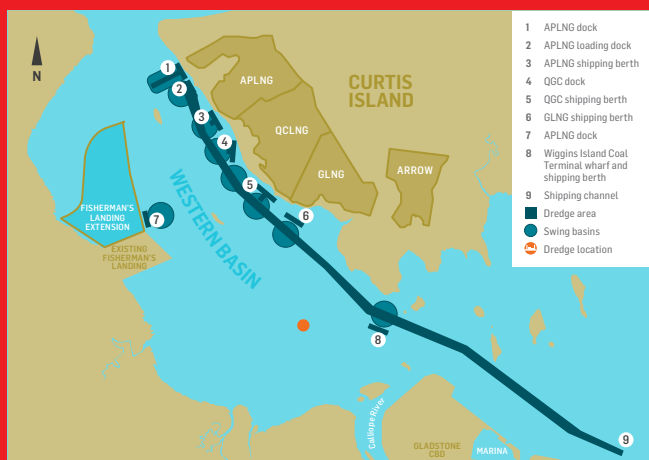 N
1
2
3
4
5
6
7
8
9
APLNG
QCLNG
GLNG
ARROW
CURTIS
ISLAND
WESTERN BASIN
FISHERMAN'S
LANDING
EXTENSION
EXISTING
FISHERMAN'S
LANDING
Calliope River
GLADSTONE
CBD
MARINA
1 APLNG dock
2 APLNG loading dock
3 APLNG shipping berth
4 QGC dock
5 QGC shipping berth
6 GLNG shipping berth
7 APLNG dock
8 Wiggins Island Coal
Terminal wharf and
shipping berth
9 Shipping channel
Dredge area
Swing basins
Dredge location